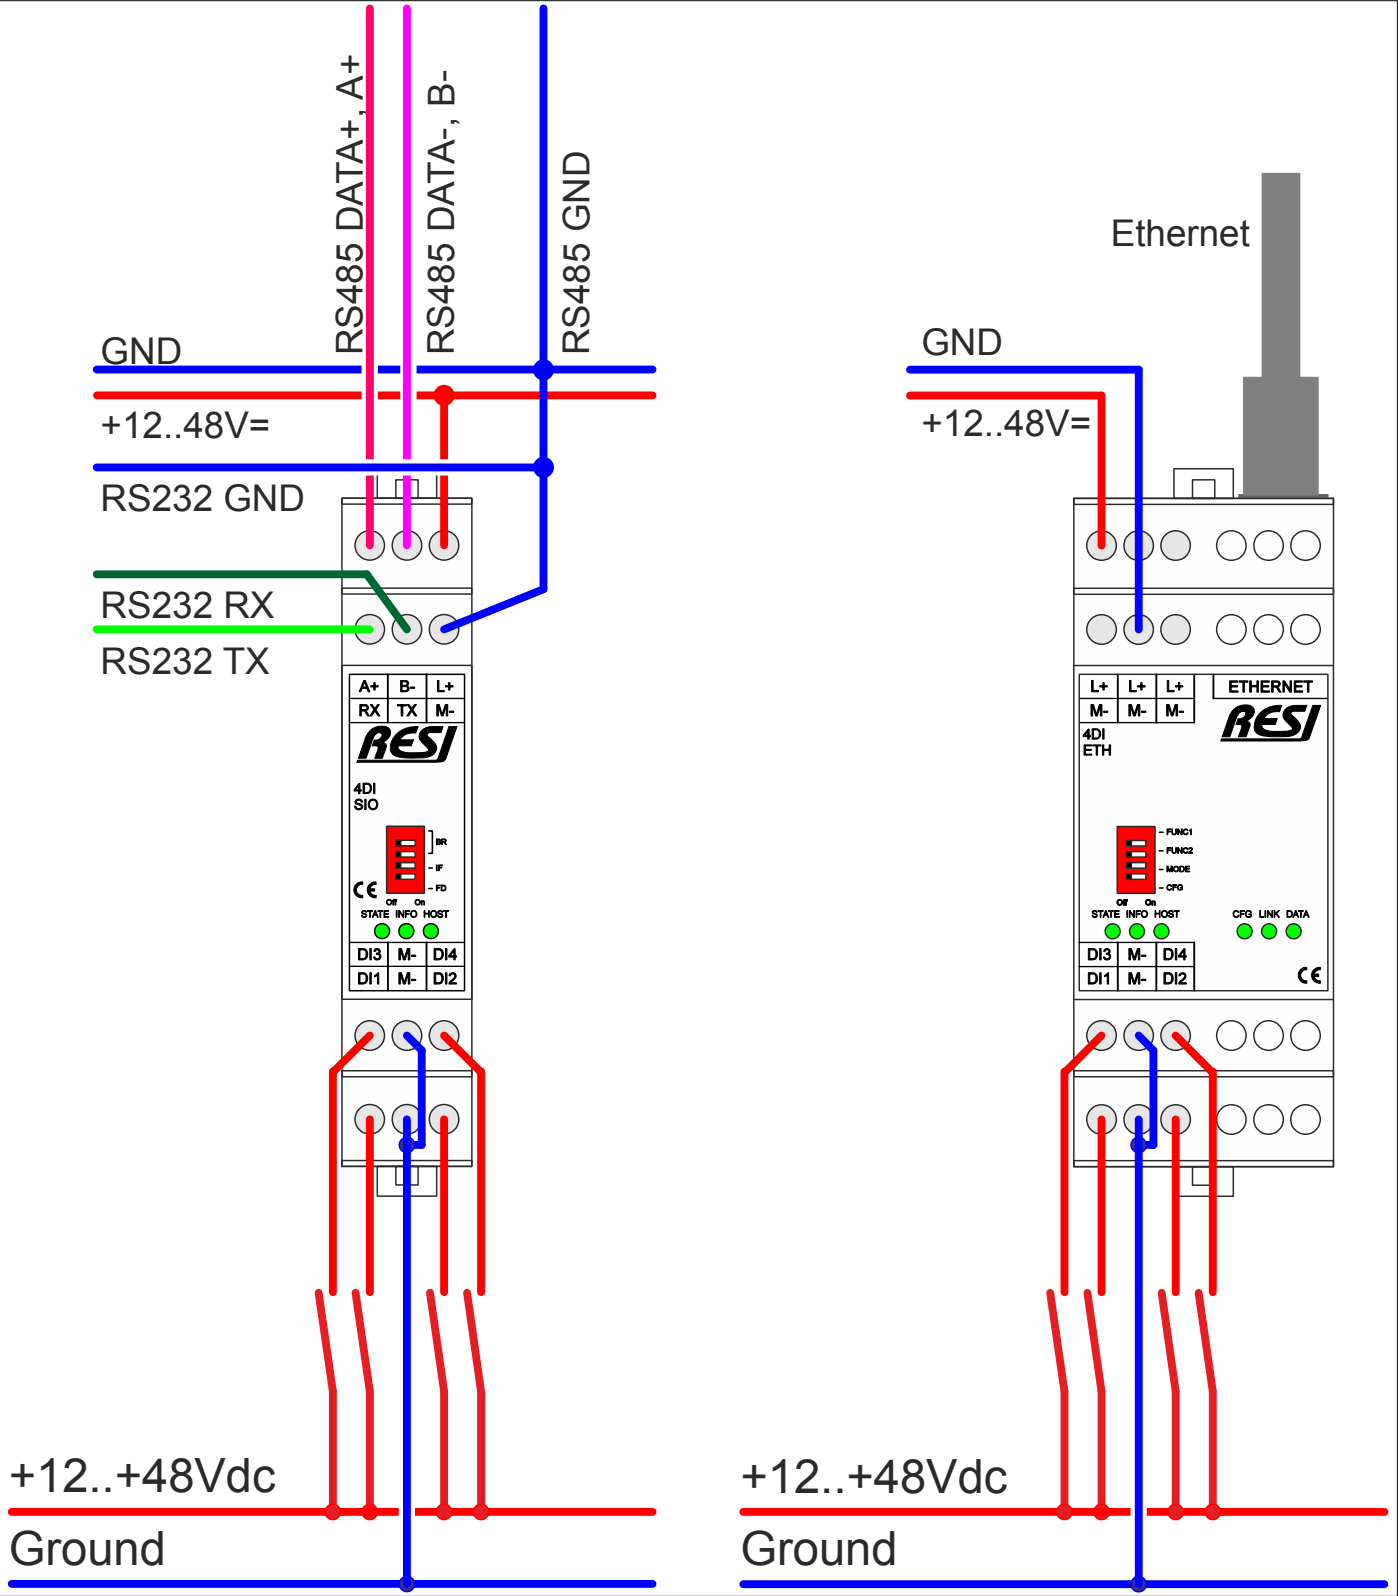 RS485 DATA+, A+
RS485 DATA-, B-
RS485 GND
GND
+12..48V=
RS232 GND
RS232 RX
RS232 TX
A+ B- L+
RX TX M-
RESI
4DI
SIO
BR
IF
FD
CE
Off On
STATE INFO HOST
DI3 M- DI4
DI1 M- DI2
+12..+48Vdc
Ground
Ethernet
GND
+12..48V=
L+ L+ L+ ETHERNET
M- M- M-
RESI
4DI
ETH
FUNC1
FUNC2
MODE
CFG
Off On
STATE INFO HOST
CFG LINK DATA
DI3 M- DI4
DI1 M- DI2
CE
+12..+48Vdc
Ground